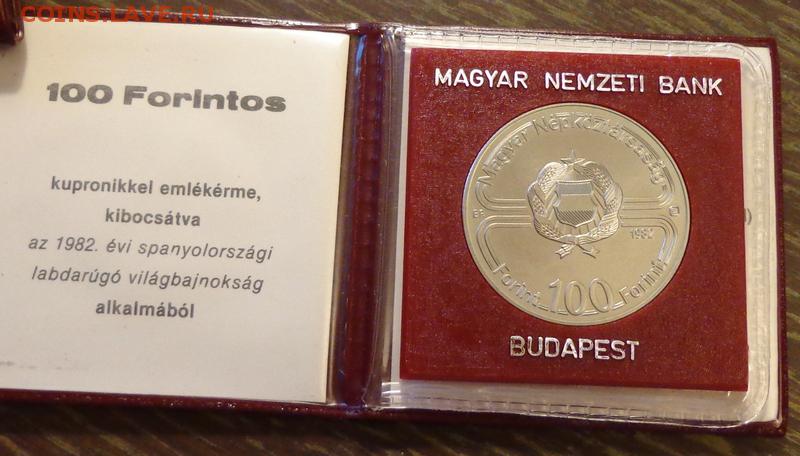 COINS.LAVE.RU
100 Forintos
kupronikkel emlékérme,
kibocsátva
az 1982. évi spanyolországi
labdarúgó világbajnokság
alkalmából
MAGYAR NEMZETI BANK
Magyar Népköztársaság
BP
1982
Forint 100 Forint
BUDAPEST